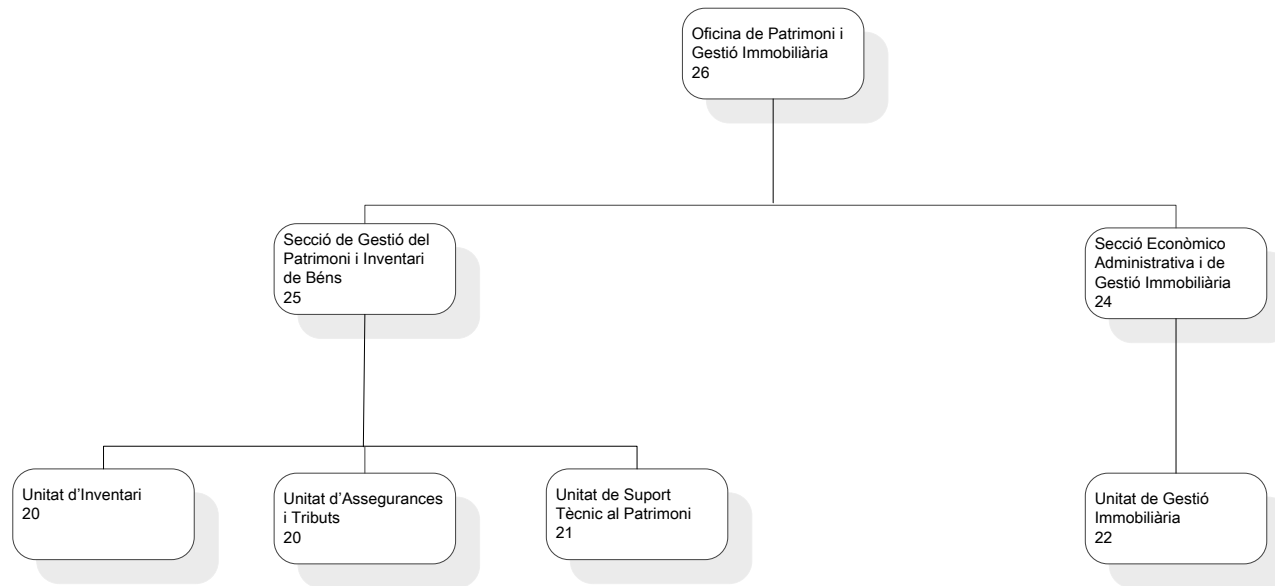 Oficina de Patrimoni i
Gestió Immobiliària
26
Secció de Gestió del
Patrimoni i Inventari
de Béns
25
Secció Econòmico
Administrativa i de
Gestió Immobiliària
24
Unitat d’Inventari
20
Unitat d’Assegurances
i Tributs
20
Unitat de Suport
Tècnic al Patrimoni
21
Unitat de Gestió
Immobiliària
22